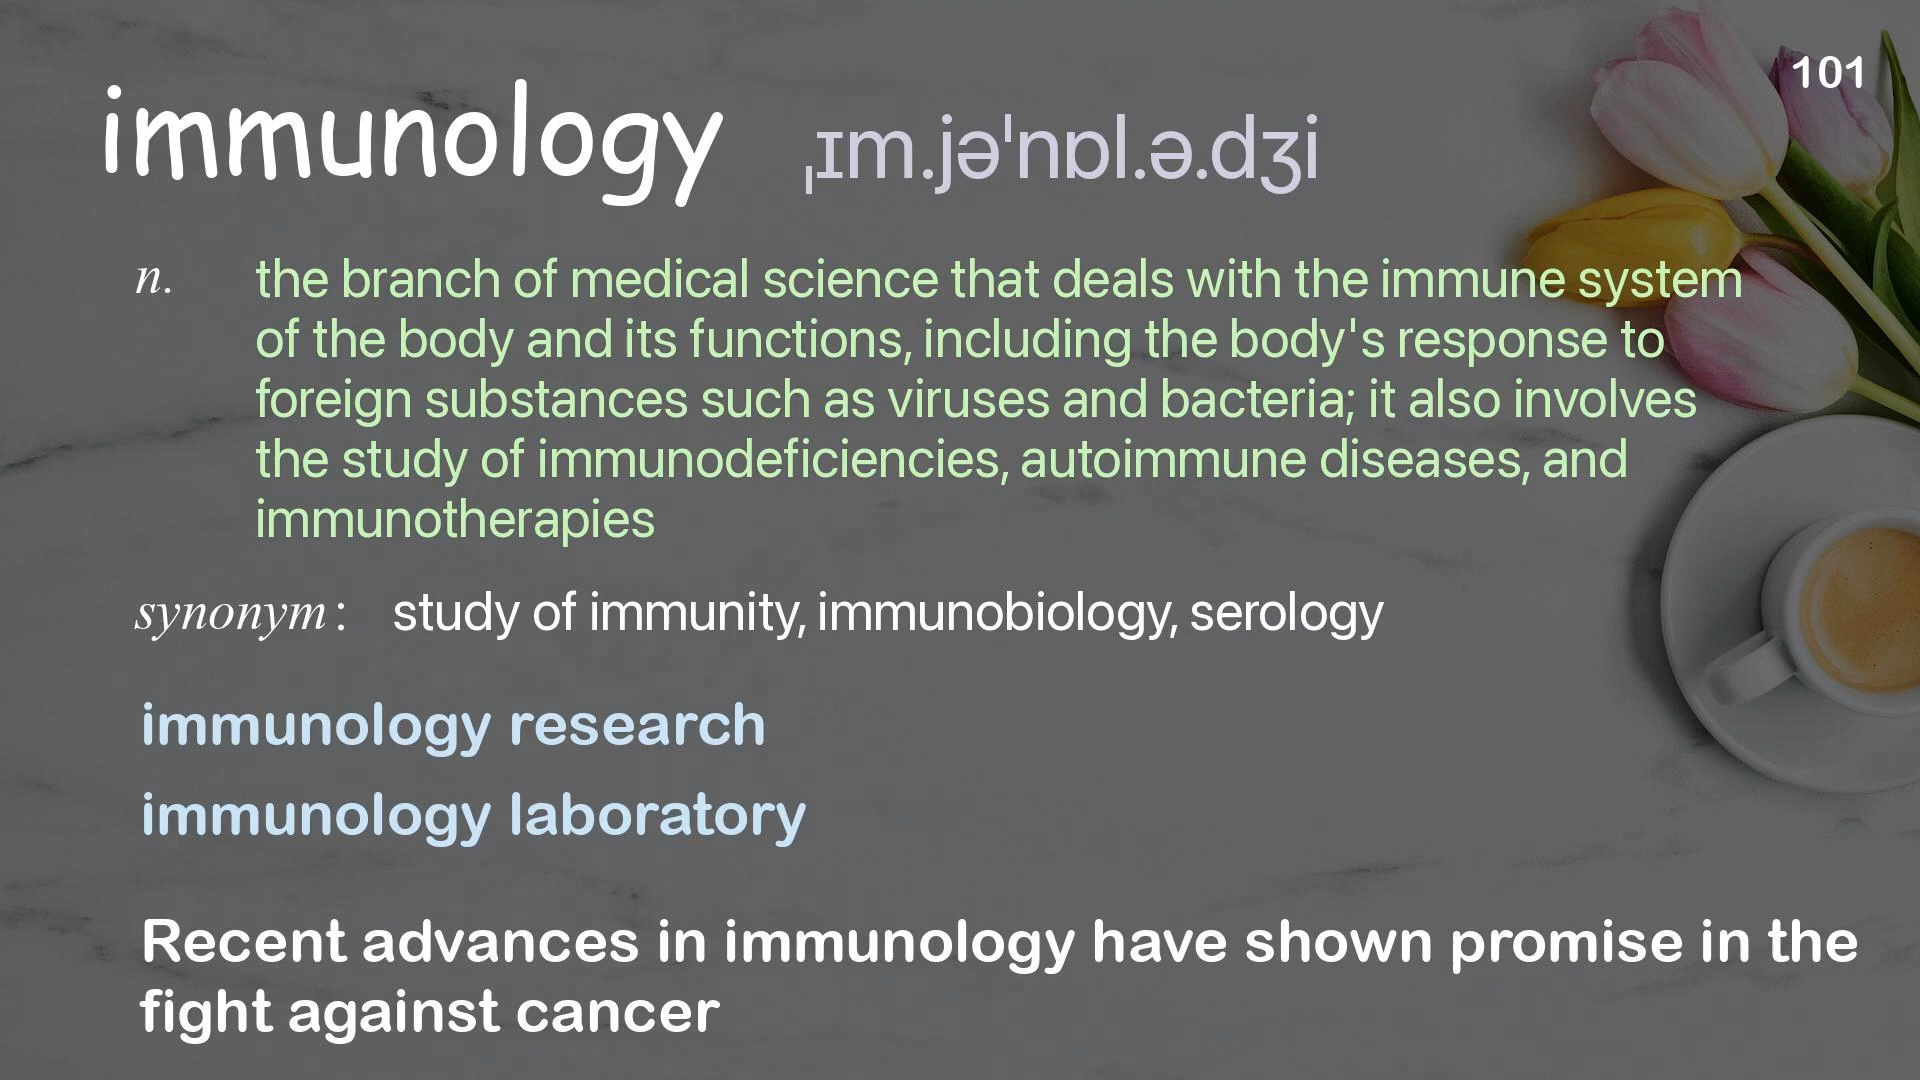 101
immunology ˌɪm.jəˈnɒl.ə.dʒi
n. the branch of medical science that deals with the immune system
of the body and its functions, including the body's response to
foreign substances such as viruses and bacteria; it also involves
the study of immunodeficiencies, autoimmune diseases, and
immunotherapies
synonym: study of immunity, immunobiology, serology
immunology research
immunology laboratory
Recent advances in immunology have shown promise in the
fight against cancer